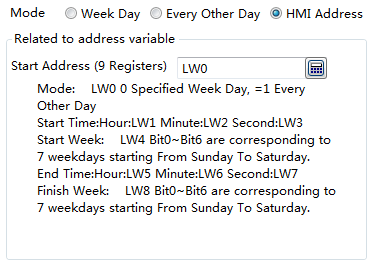 Mode Week Day Every Other Day HMI Address
Related to address variable
Start Address (9 Registers) LW0
Mode: LW0 0 Specified Week Day, =1 Every
Other Day
Start Time:Hour:LW1 Minute:LW2 Second:LW3
Start Week: LW4 Bit0~Bit6 are corresponding to
7 weekdays starting From Sunday To Saturday.
End Time:Hour:LW5 Minute:LW6 Second:LW7
Finish Week: LW8 Bit0~Bit6 are corresponding to
7 weekdays starting From Sunday To Saturday.